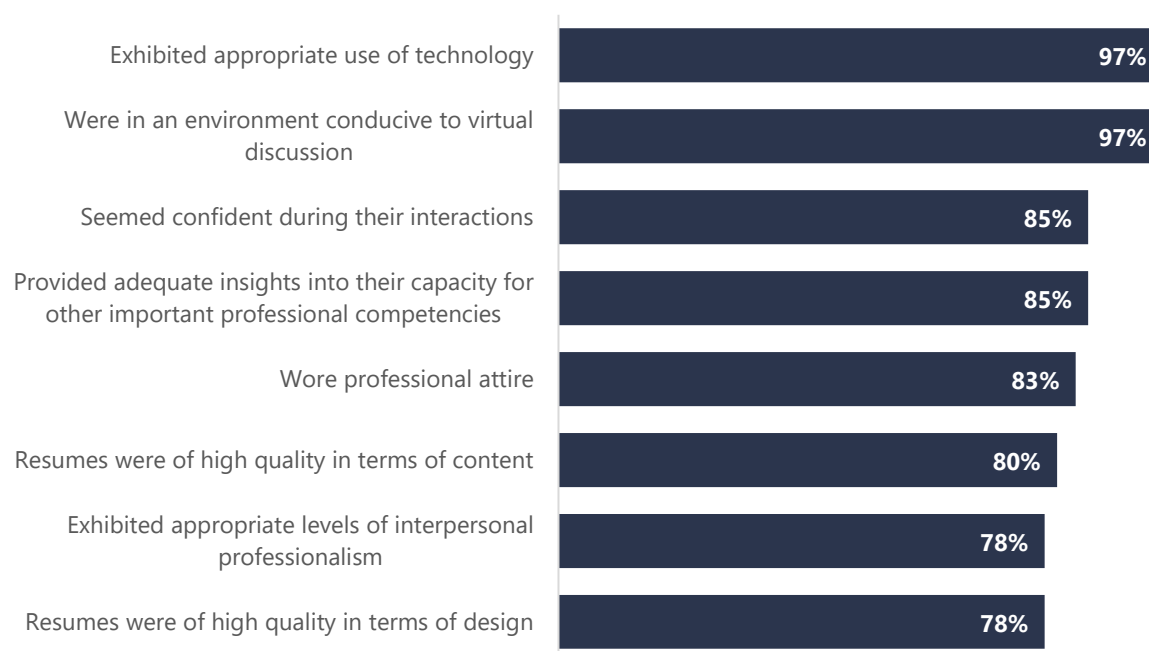 Exhibited appropriate use of technology
97%
Were in an environment conducive to virtual
discussion
97%
Seemed confident during their interactions
85%
Provided adequate insights into their capacity for
other important professional competencies
85%
Wore professional attire
83%
Resumes were of high quality in terms of content
80%
Exhibited appropriate levels of interpersonal
professionalism
78%
Resumes were of high quality in terms of design
78%